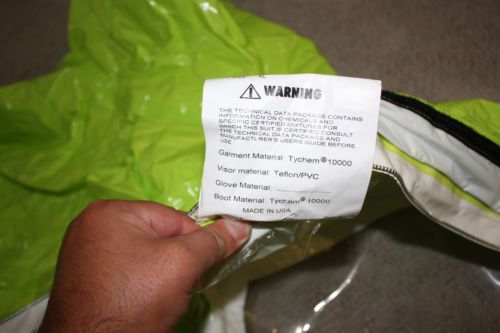 WARNING
THE TECHNICAL DATA PACKAGE CONTAINS
INFORMATION ON CHEMICALS AND
SPECIFIC CERTIFIED MIXTURES FOR
WHICH THIS SUIT IS CERTIFIED CONSULT
THE TECHNICAL DATA PACKAGE AND
MANUFACTURER'S USERS GUIDE BEFORE
USE.
Garment Material: Tychem® 10000
Visor material: Teflon/PVC
Glove Material:
Boot Material: Tychem® 10000
MADE IN USA